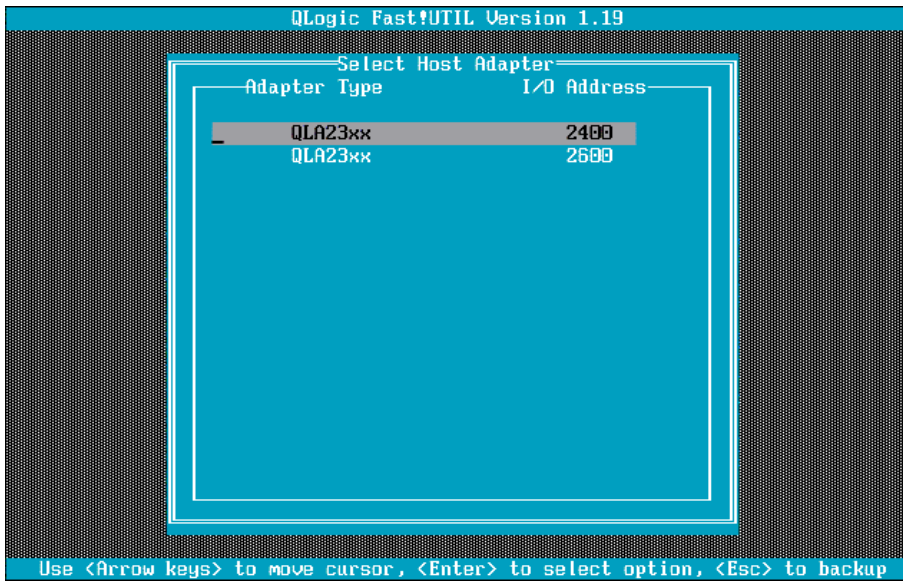 QLogic Fast!UTIL Version 1.19
Select Host Adapter
Adapter Type I/O Address
QLA23xx 2400
QLA23xx 2600
Use <Arrow keys> to move cursor, <Enter> to select option, <Esc> to backup